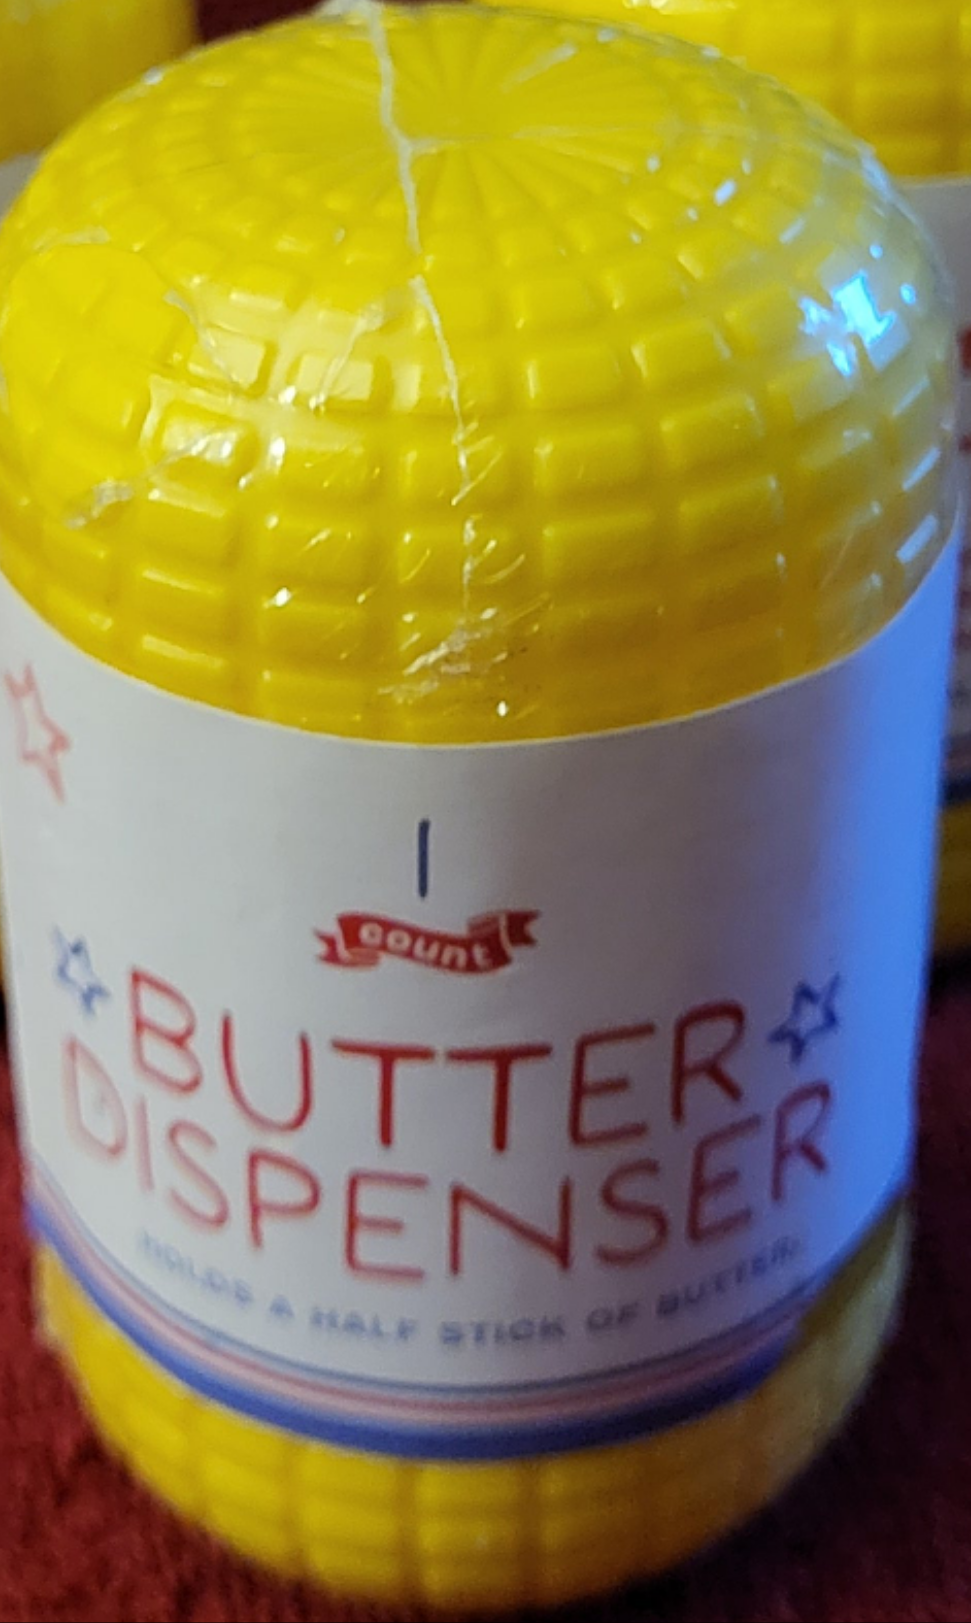 1
count
BUTTER
DISPENSER
HOLDS A HALF STICK OF BUTTER.